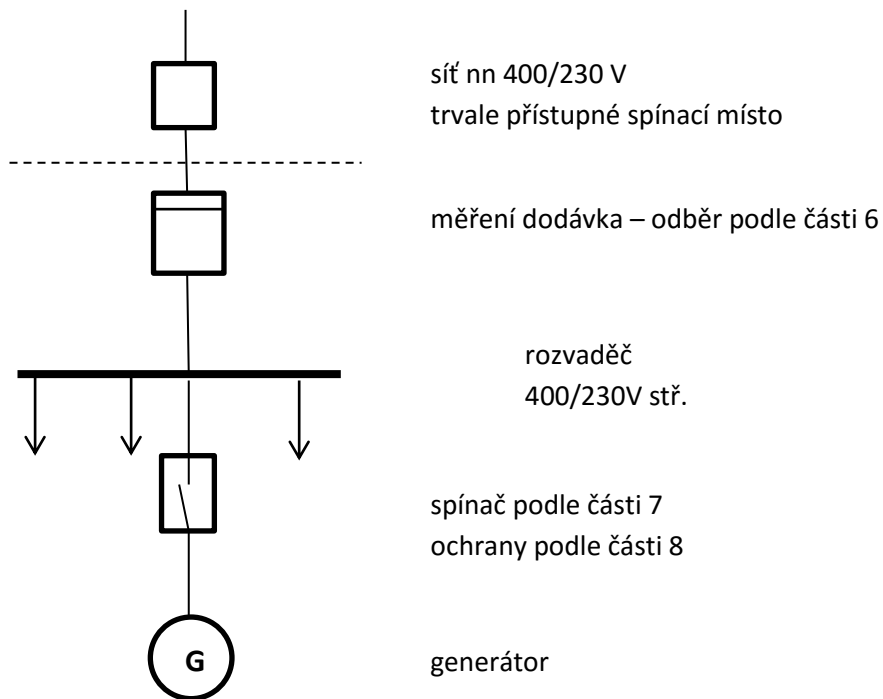 síť nn 400/230 V
trvale přístupné spínací místo
měření dodávka – odběr podle části 6
rozvaděč
400/230V stř.
spínač podle části 7
ochrany podle části 8
G
generátor